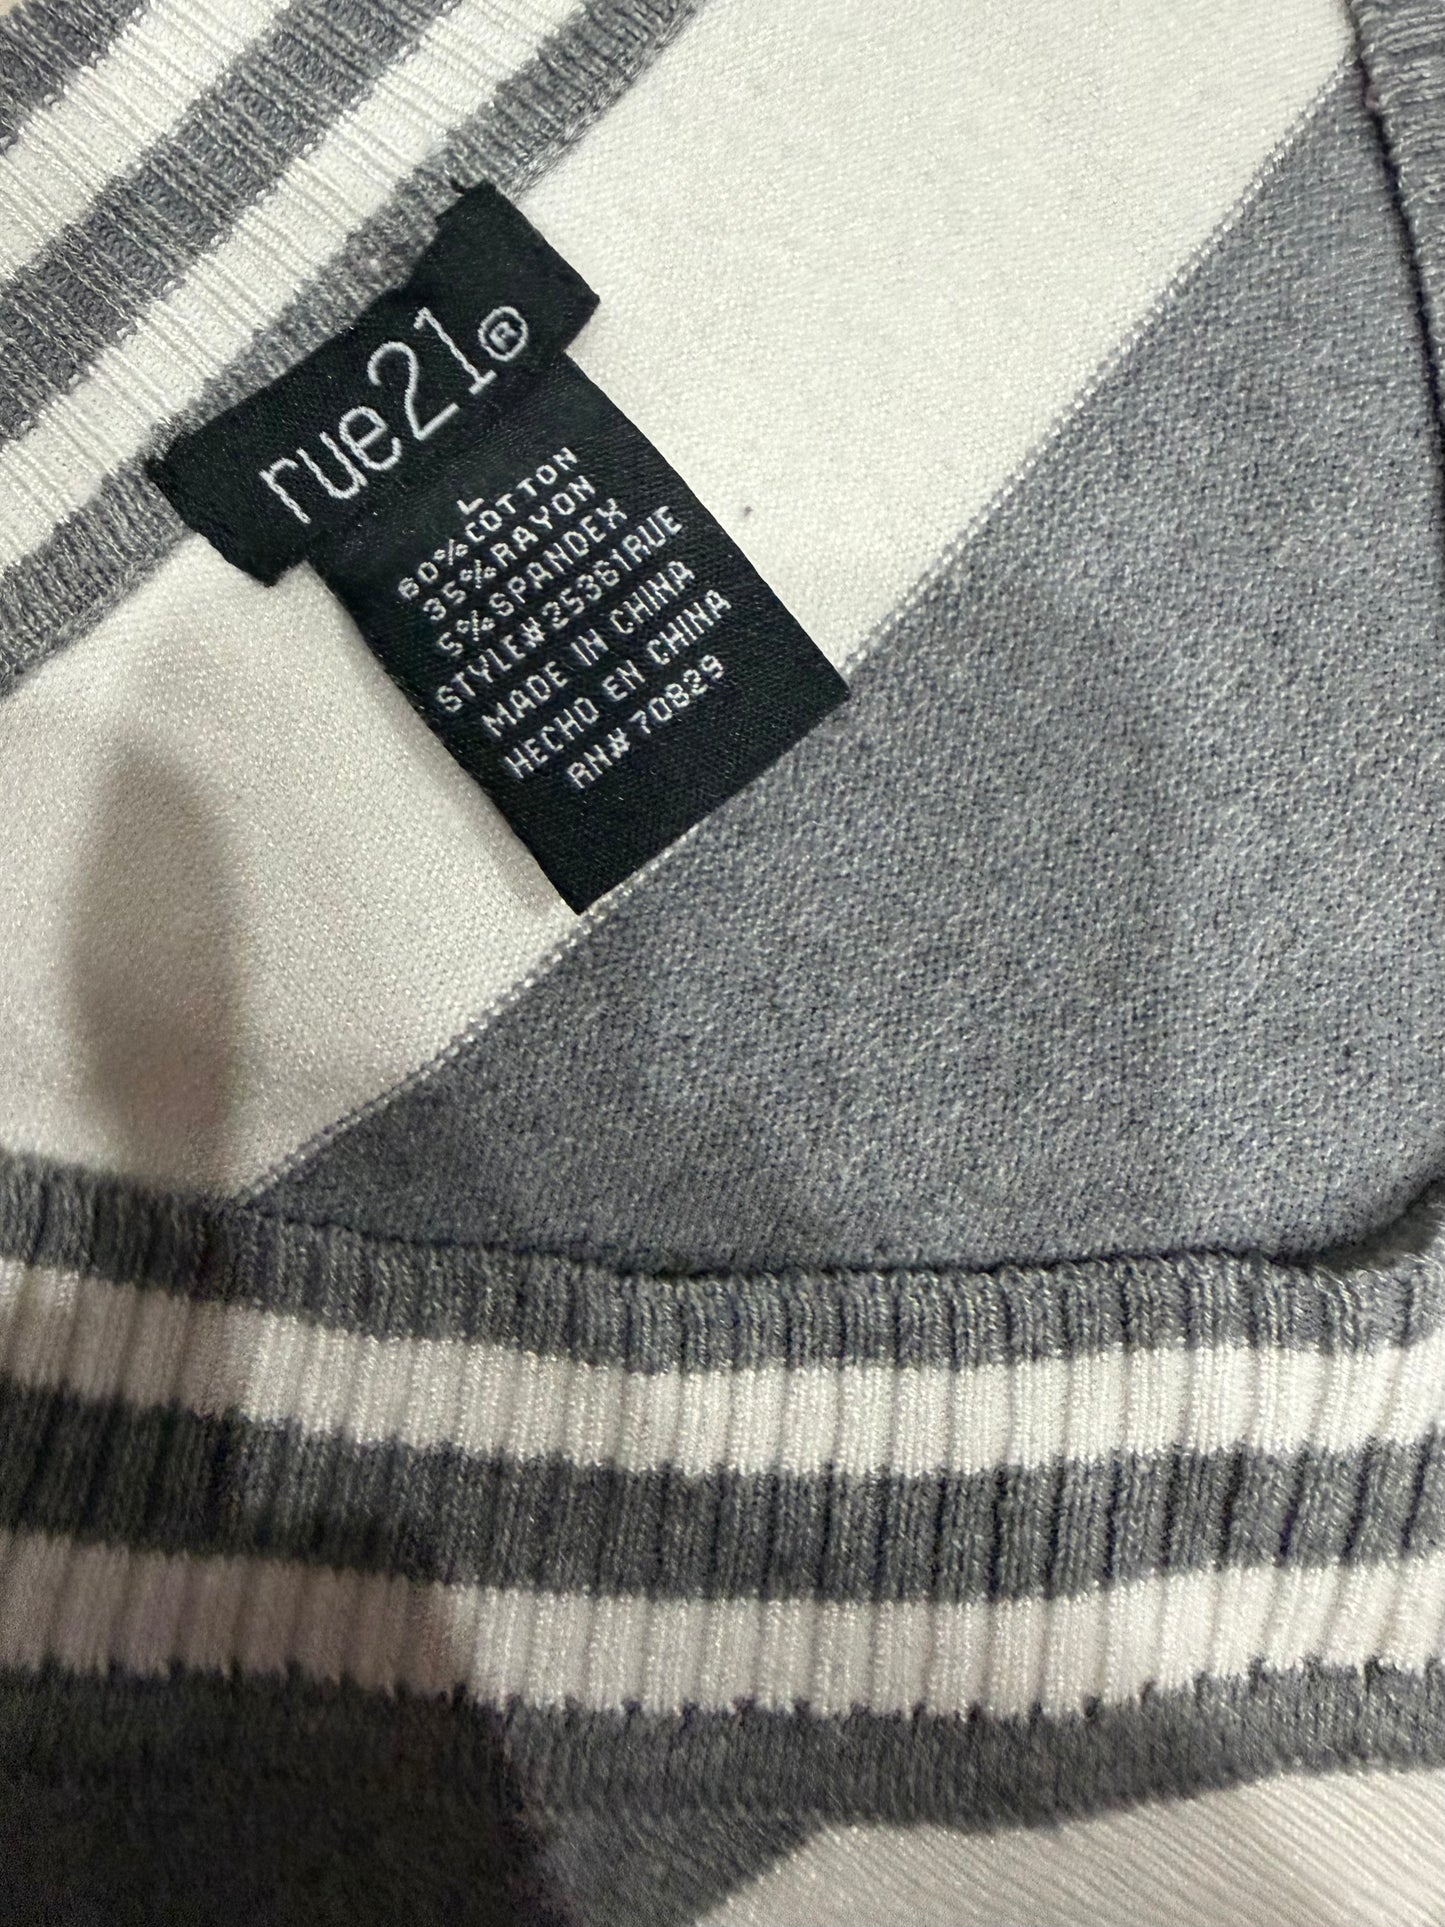 rue21®
L
60% COTTON
35% RAYON
5% SPANDEX
STYLE# 25361RUE
MADE IN CHINA
HECHO EN CHINA
RN# 70829